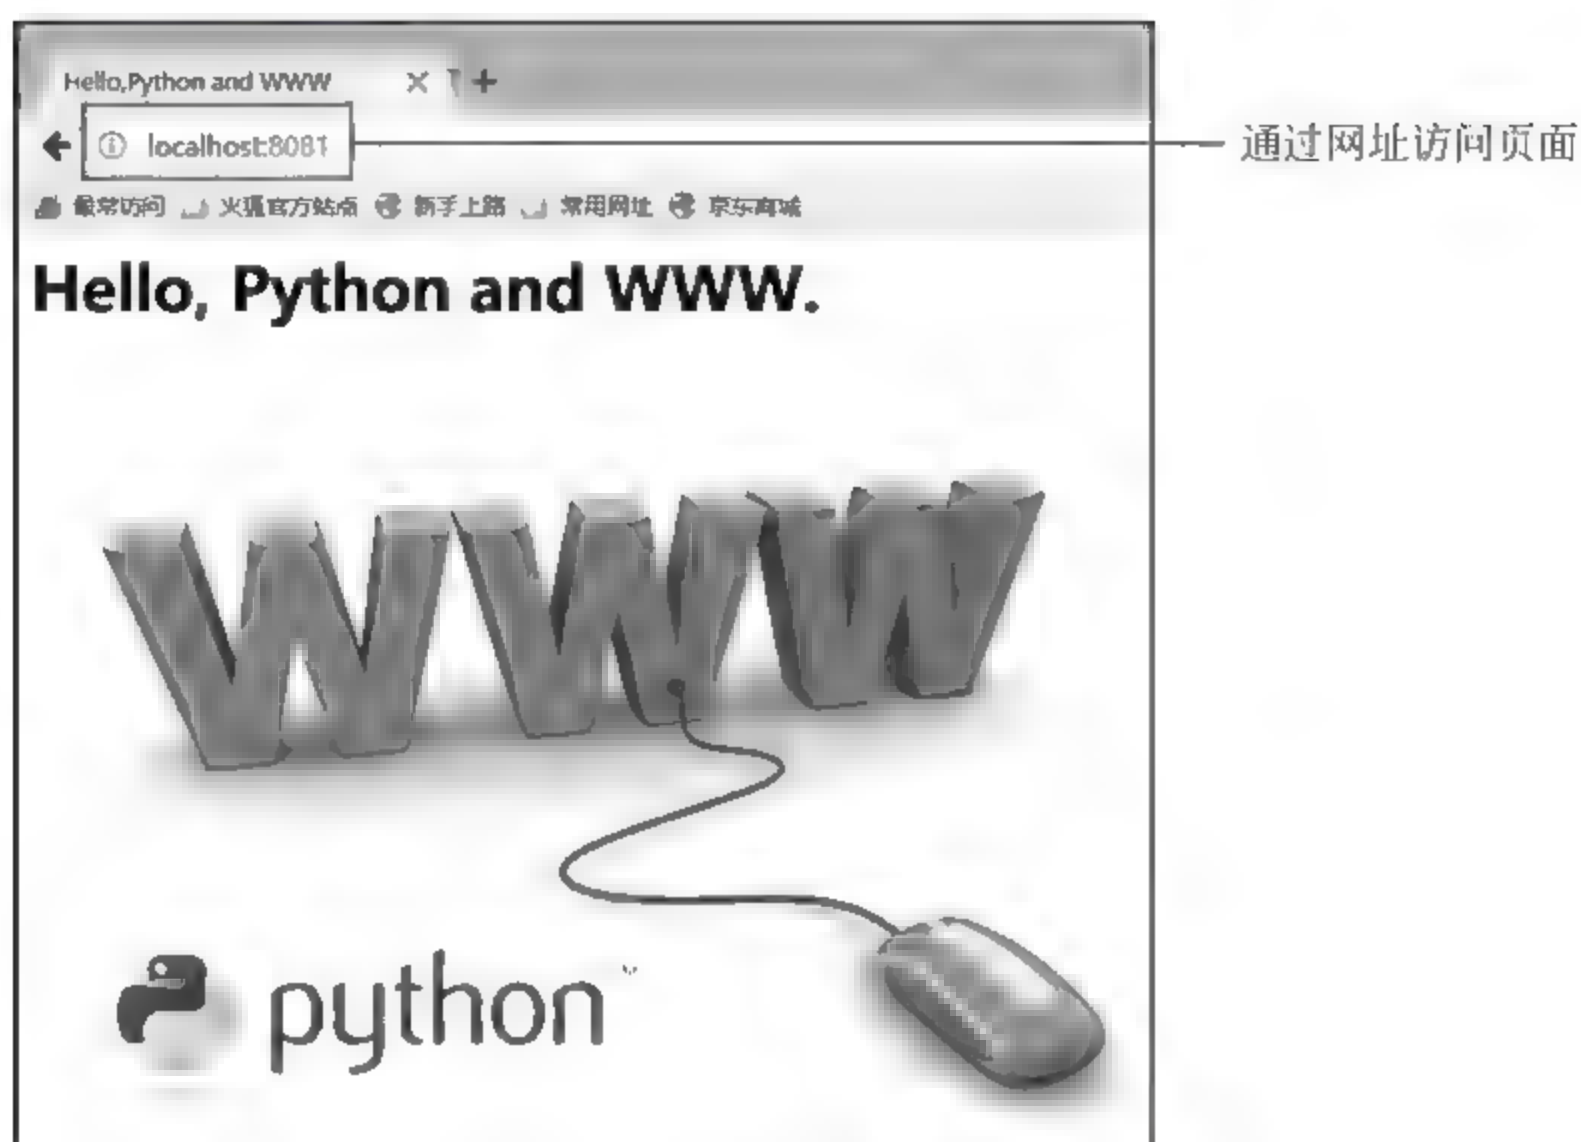 Hello,Python and WWW
localhost:8081
通过网址访问页面
最常访问 火狐官方站点 新手上路 常用网址 京东商城
Hello, Python and WWW.
WWW
python